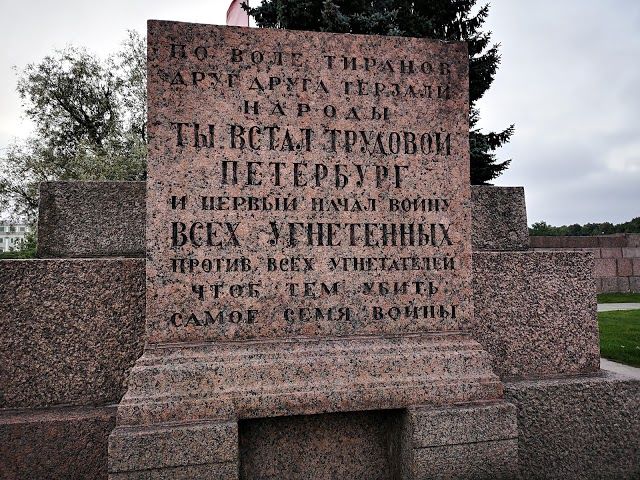 ПО ВОЛЕ ТИРАНОВ
ДРУГ ДРУГА ТЕРЗАЛИ
НАРОДЫ
ТЫ ВСТАЛ ТРУДОВОЙ
ПЕТЕРБУРГ
И ПЕРВЫЙ НАЧАЛ ВОЙНУ
ВСЕХ УГНЕТЕННЫХ
ПРОТИВ ВСЕХ УГНЕТАТЕЛЕЙ
ЧТОБ ТЕМ УБИТЬ
САМОЕ СЕМЯ ВОЙНЫ